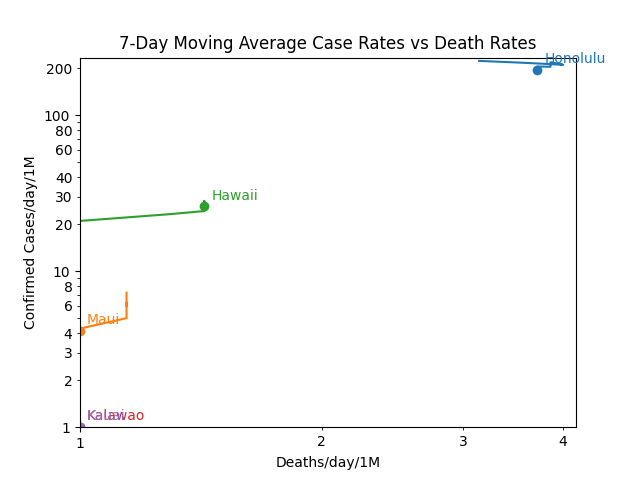 7-Day Moving Average Case Rates vs Death Rates
Honolulu
Hawaii
Maui
Kauai
Kalawao
200
100
80
60
40
30
20
10
8
6
4
3
2
1
1
2
3
4
Confirmed Cases/day/1M
Deaths/day/1M